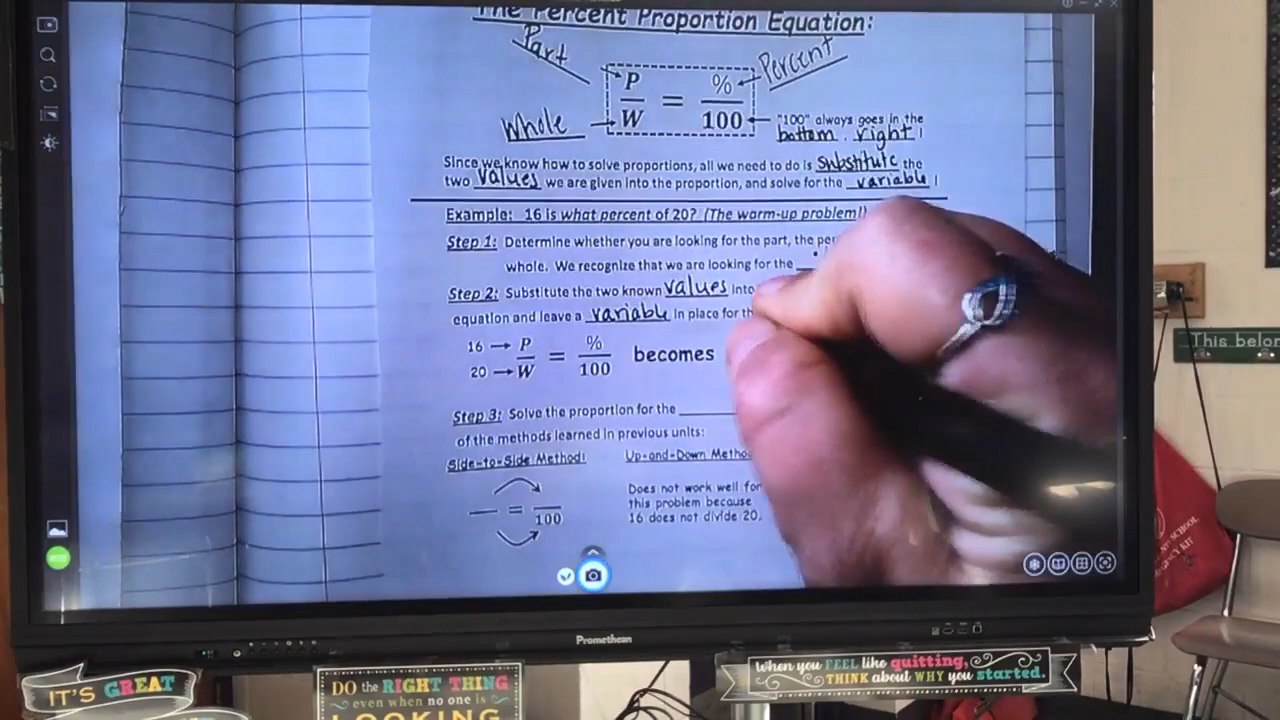 The Percent Proportion Equation:
Part
Percent
P % 
W = 100
Whole
"100" always goes in the
bottom right!
Since we know how to solve proportions, all we need to do is substitute the
two values we are given into the proportion, and solve for the variable!
Example: 16 is what percent of 20? (The warm-up problem!)
Step 1: Determine whether you are looking for the part, the per
whole. We recognize that we are looking for the
Step 2: Substitute the two known values into
equation and leave a variable in place for th
16 → P = %
20 → W 100 becomes
Step 3: Solve the proportion for the ______
of the methods learned in previous units:
Side-to-Side Method: Up-and-Down Metho
__ = __
100
Does not work well for
this problem because
16 does not divide 20.
Promethean
This belon
SCHOOL
KIT
IT'S GREAT
DO the RIGHT THING
even when no one is
LOOKING
When you FEEL like quitting,
THINK about WHY you started.